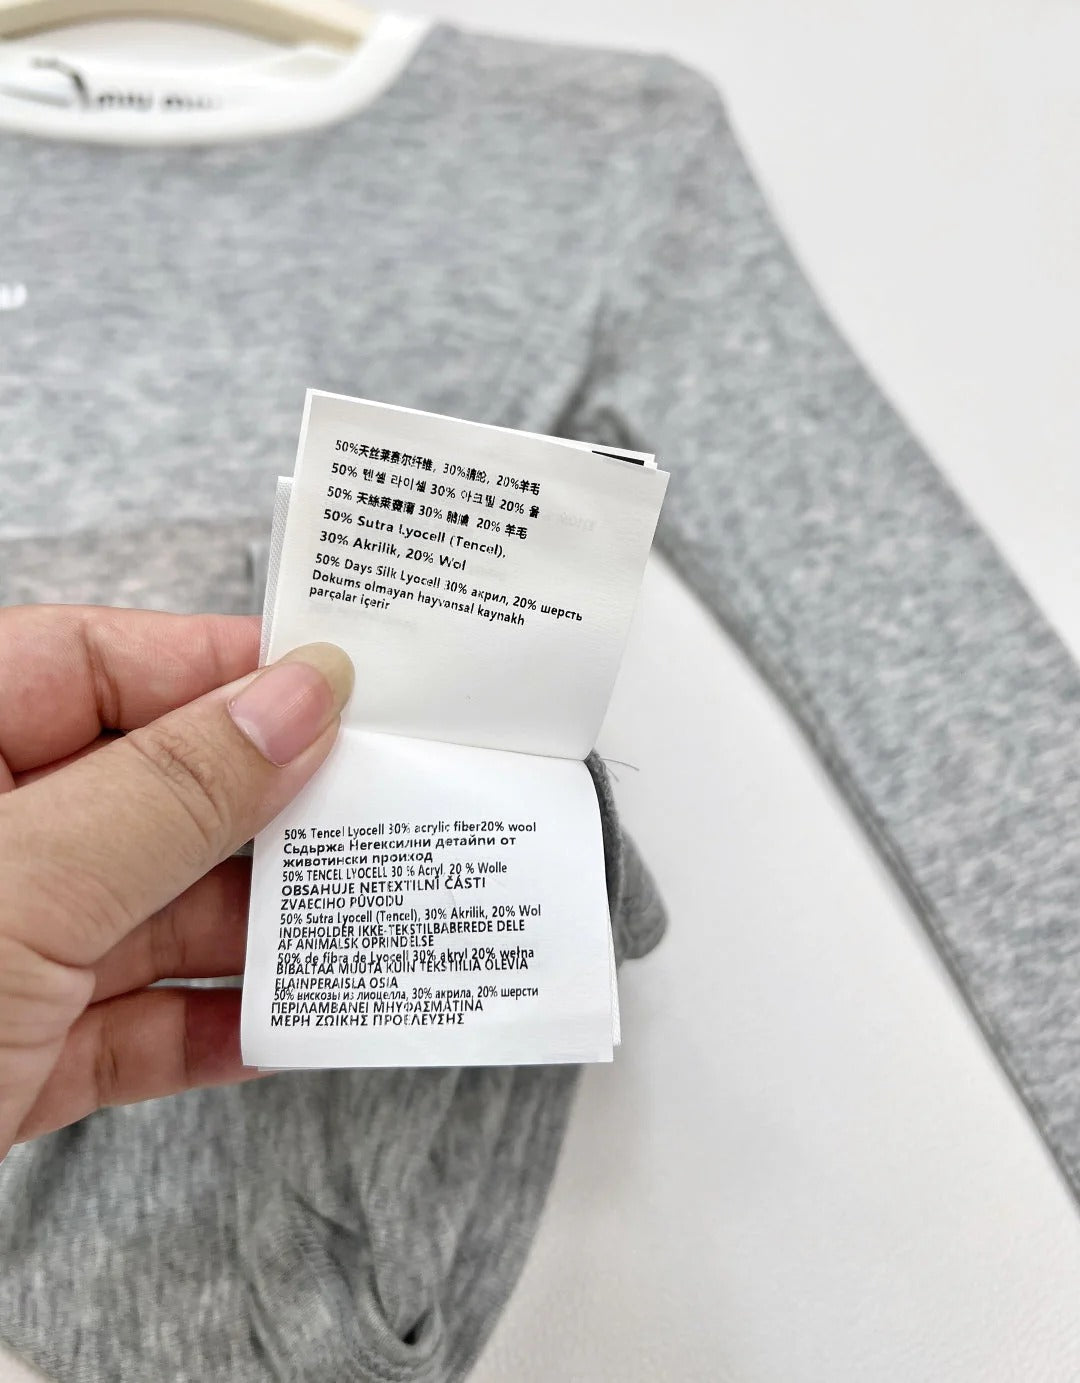 miu miu
50%天丝莱赛尔纤维，30%腈纶，20%羊毛
50% 텐셀 라이셀 30% 아크릴 20% 울
50% 天絲萊賽爾 30% 20% 羊毛
50% Sutra Lyocell (Tencel),
30% Akrilik, 20% Wol
50% Days Silk Lyocell 30% акрил, 20% шерсть
Dokums olmayan hayvansal kaynakh
parçalar içerir
50% Tencel Lyocell 30% acrylic fiber20% wool
Сьдьржа Негексилни детайпи от
животински произод
50% TENCEL LYOCELL 30 % Acryl, 20 % Wolle
OBSAHUJE NETEXTILNÍ ČÁSTI
ZVAECIHO PŮVODU
50% Sutra Lyocell (Tencel), 30% Akrilik, 20% Wol
INDEHOLDER IKKE-TEKSTILBABEREDE DELE
AF ANIMALSK OPRINDELSE
50% de fibra de Lyocell 30% akryl 20% wełna
BIBALTAA MUUTA KUIN TEKSTIILIA OLEVIA
ELAINPERAISLA OSIA
50% вискозы из лиоцелла, 30% акрила, 20% шерсти
ΠΕΡΙΛΑΜΒΑΝΕΙ ΜΗΥΦΑΣΜΑΤΙΝΑ
ΜΕΡΗ ΖΩΙΚΗΣ ΠΡΟΕΛΕΥΣΗΣ